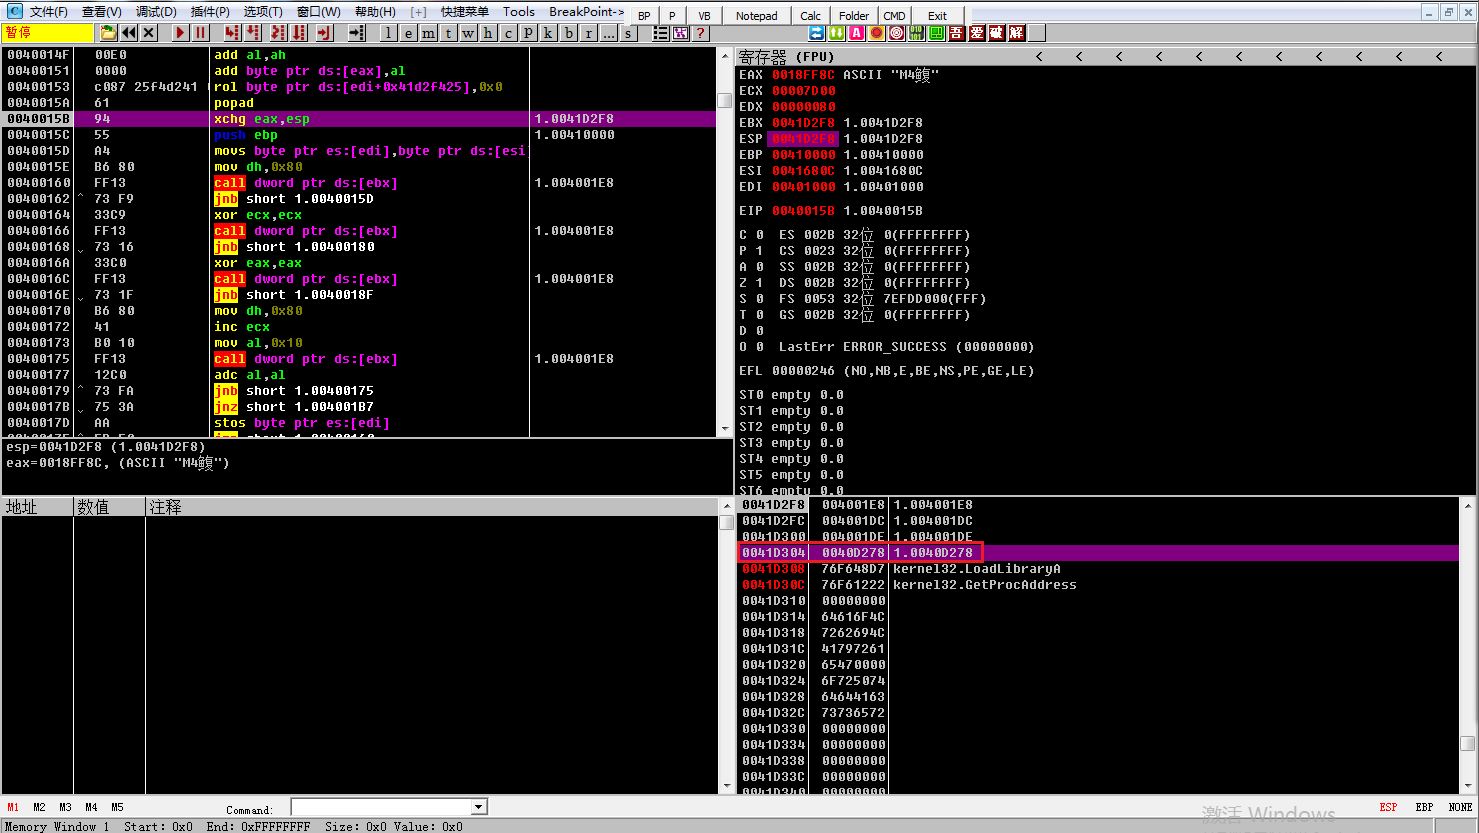 文件(F) 查看(V) 调试(D) 插件(P) 选项(T) 窗口(W) 帮助(H) [+] 快捷菜单 Tools BreakPoint-> BP P VB Notepad Calc Folder CMD Exit
暂停 l e m t w h c p k b r ... s ? A 吾 爱 破 解
0040014F 00E0 add al,ah
00400151 0000 add byte ptr ds:[eax],al
00400153 c087 25f4d241 rol byte ptr ds:[edi+0x41d2f425],0x0
0040015A 61 popad
0040015B 94 xchg eax,esp 1.0041D2F8
0040015C 55 push ebp 1.00410000
0040015D A4 movs byte ptr es:[edi],byte ptr ds:[esi]
0040015E B6 80 mov dh,0x80
00400160 FF13 call dword ptr ds:[ebx] 1.004001E8
00400162 ^ 73 F9 jnb short 1.0040015D
00400164 33C9 xor ecx,ecx
00400166 FF13 call dword ptr ds:[ebx] 1.004001E8
00400168 73 16 jnb short 1.00400180
0040016A 33C0 xor eax,eax
0040016C FF13 call dword ptr ds:[ebx] 1.004001E8
0040016E 73 1F jnb short 1.0040018F
00400170 B6 80 mov dh,0x80
00400172 41 inc ecx
00400173 B0 10 mov al,0x10
00400175 FF13 call dword ptr ds:[ebx] 1.004001E8
00400177 12C0 adc al,al
00400179 ^ 73 FA jnb short 1.00400175
0040017B 75 3A jnz short 1.004001B7
0040017D AA stos byte ptr es:[edi]
esp=0041D2F8 (1.0041D2F8)
eax=0018FF8C, (ASCII "M4鳆")
寄存器 (FPU) < < < < < < < < < < <
EAX 0018FF8C ASCII "M4鳆"
ECX 00007D00
EDX 00000080
EBX 0041D2F8 1.0041D2F8
ESP 0041D2F8 1.0041D2F8
EBP 00410000 1.00410000
ESI 0041680C 1.0041680C
EDI 00401000 1.00401000
EIP 0040015B 1.0040015B
C 0 ES 002B 32位 0(FFFFFFFF)
P 1 CS 0023 32位 0(FFFFFFFF)
A 0 SS 002B 32位 0(FFFFFFFF)
Z 1 DS 002B 32位 0(FFFFFFFF)
S 0 FS 0053 32位 7EFDD000(FFF)
T 0 GS 002B 32位 0(FFFFFFFF)
D 0
O 0 LastErr ERROR_SUCCESS (00000000)
EFL 00000246 (NO,NB,E,BE,NS,PE,GE,LE)
ST0 empty 0.0
ST1 empty 0.0
ST2 empty 0.0
ST3 empty 0.0
ST4 empty 0.0
ST5 empty 0.0
ST6 empty 0.0
地址 数值 注释
0041D2F8 004001E8 1.004001E8
0041D2FC 004001DC 1.004001DC
0041D300 004001DE 1.004001DE
0041D304 0040D278 1.0040D278
0041D308 76F648D7 kernel32.LoadLibraryA
0041D30C 76F61222 kernel32.GetProcAddress
0041D310 00000000
0041D314 64616F4C
0041D318 7262694C
0041D31C 41797261
0041D320 65470000
0041D324 6F725074
0041D328 64644163
0041D32C 73736572
0041D330 00000000
0041D334 00000000
0041D338 00000000
0041D33C 00000000
0041D340 00000000
M1 M2 M3 M4 M5 Command: ESP EBP NONE
激活 Windows
Memory Window 1 Start: 0x0 End: 0xFFFFFFFF Size: 0x0 Value: 0x0